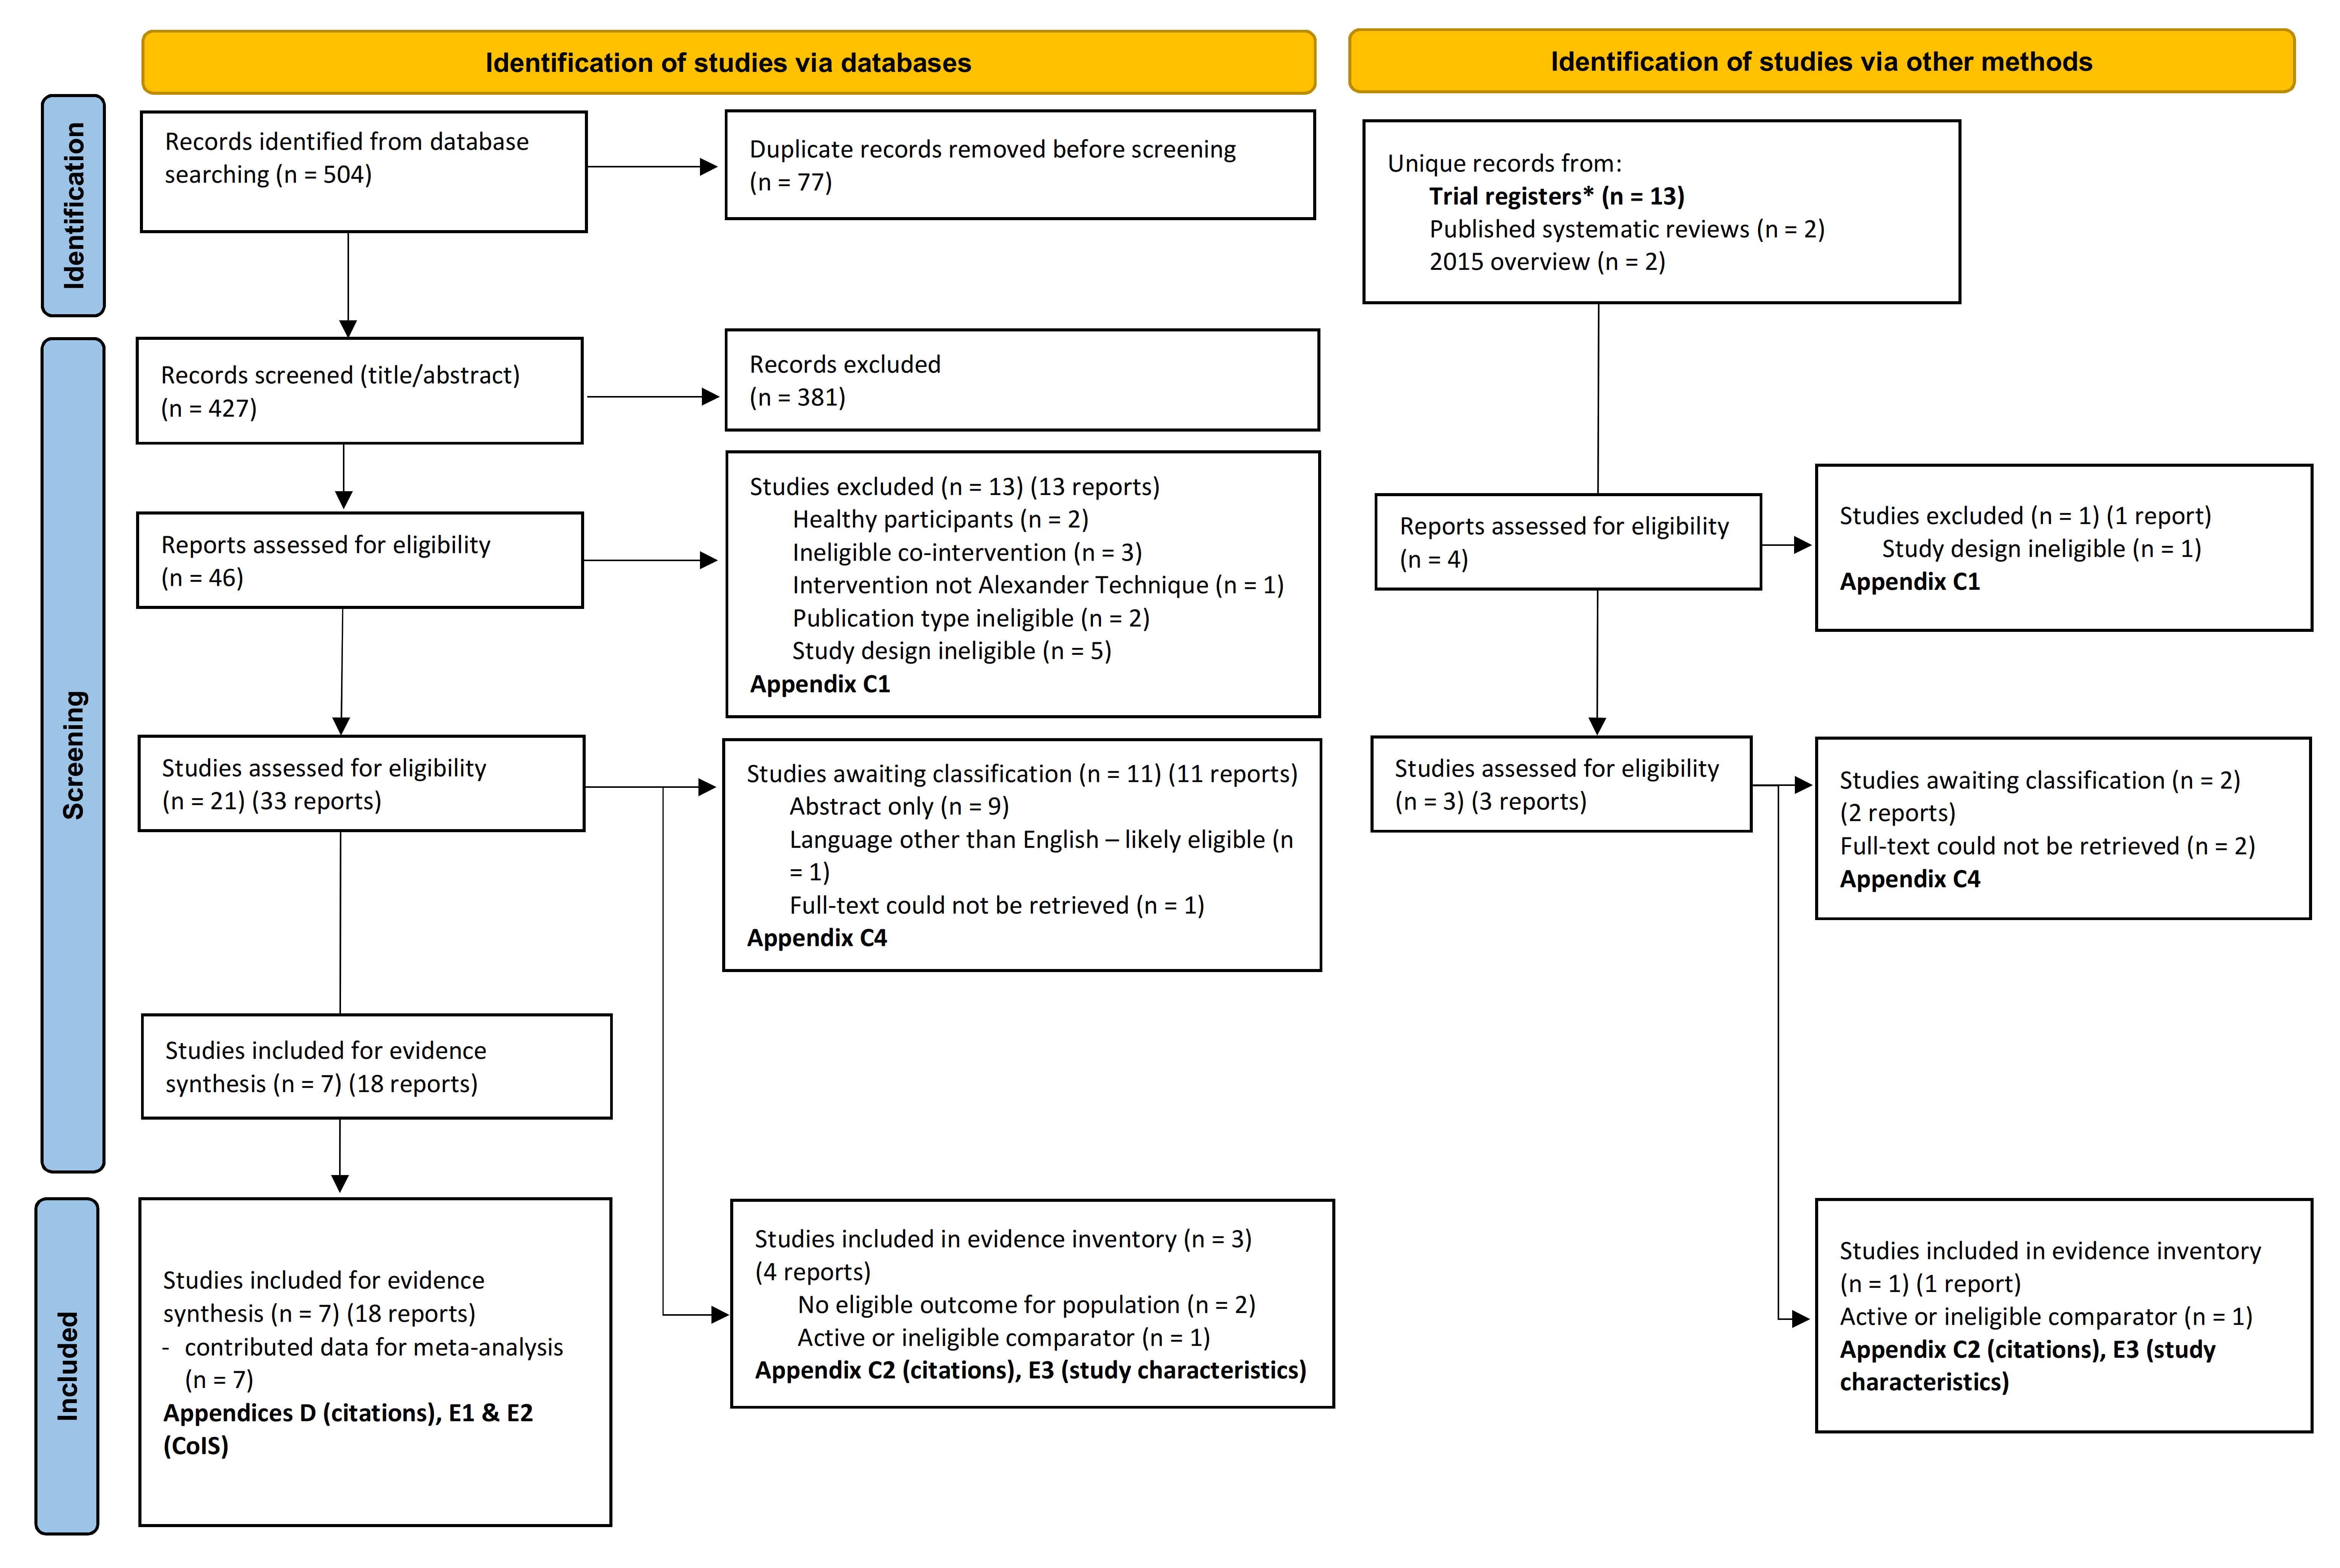 Identification of studies via databases
Identification of studies via other methods
Identification
Records identified from database
searching (n = 504)
Duplicate records removed before screening
(n = 77)
Unique records from:
Trial registers* (n = 13)
Published systematic reviews (n = 2)
2015 overview (n = 2)
Screening
Records screened (title/abstract)
(n = 427)
Records excluded
(n = 381)
Reports assessed for eligibility
(n = 46)
Studies excluded (n = 13) (13 reports)
Healthy participants (n = 2)
Ineligible co-intervention (n = 3)
Intervention not Alexander Technique (n = 1)
Publication type ineligible (n = 2)
Study design ineligible (n = 5)
Appendix C1
Reports assessed for eligibility
(n = 4)
Studies excluded (n = 1) (1 report)
Study design ineligible (n = 1)
Appendix C1
Studies assessed for eligibility
(n = 21) (33 reports)
Studies awaiting classification (n = 11) (11 reports)
Abstract only (n = 9)
Language other than English – likely eligible (n
= 1)
Full-text could not be retrieved (n = 1)
Appendix C4
Studies assessed for eligibility
(n = 3) (3 reports)
Studies awaiting classification (n = 2)
(2 reports)
Full-text could not be retrieved (n = 2)
Appendix C4
Studies included for evidence
synthesis (n = 7) (18 reports)
Included
Studies included for evidence
synthesis (n = 7) (18 reports)
- contributed data for meta-analysis
(n = 7)
Appendices D (citations), E1 & E2
(CoIS)
Studies included in evidence inventory (n = 3)
(4 reports)
No eligible outcome for population (n = 2)
Active or ineligible comparator (n = 1)
Appendix C2 (citations), E3 (study characteristics)
Studies included in evidence inventory
(n = 1) (1 report)
Active or ineligible comparator (n = 1)
Appendix C2 (citations), E3 (study
characteristics)